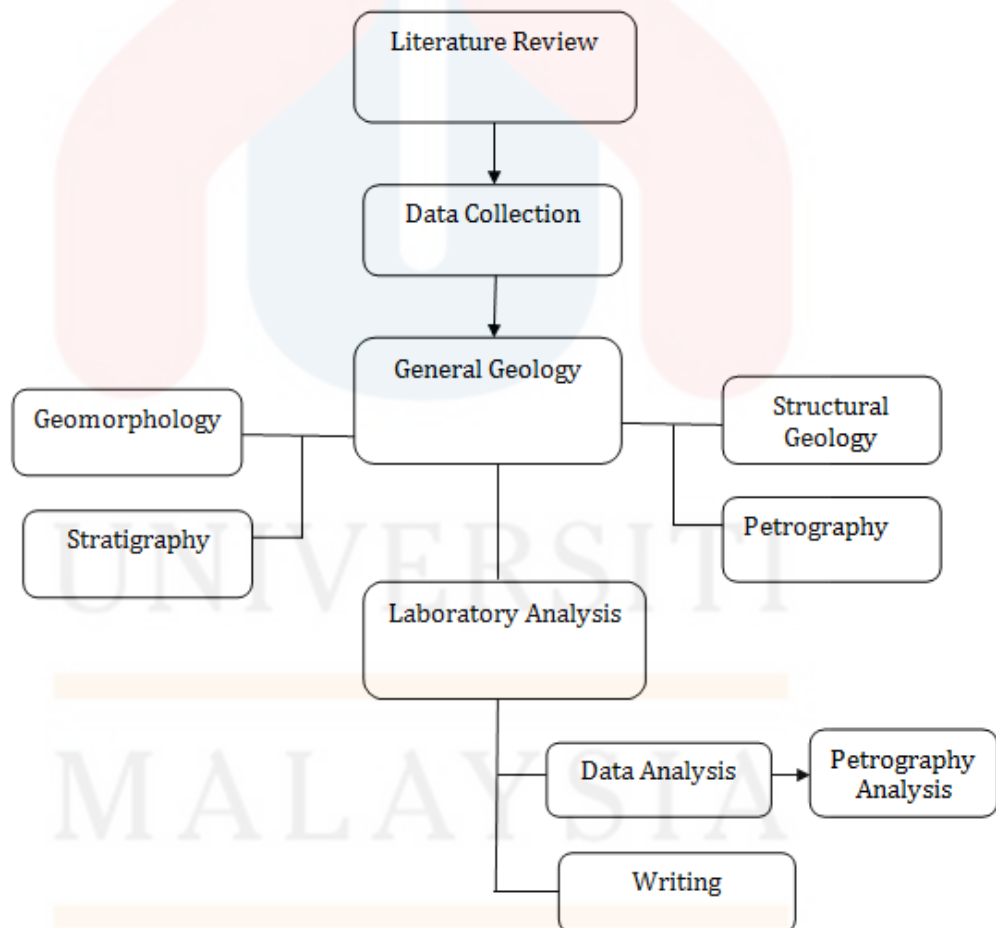 Literature Review
Data Collection
General Geology
Geomorphology
Structural
Geology
Stratigraphy
Petrography
UNIVERSITI
Laboratory Analysis
Data Analysis
Petrography
Analysis
MALAYSIA
Writing